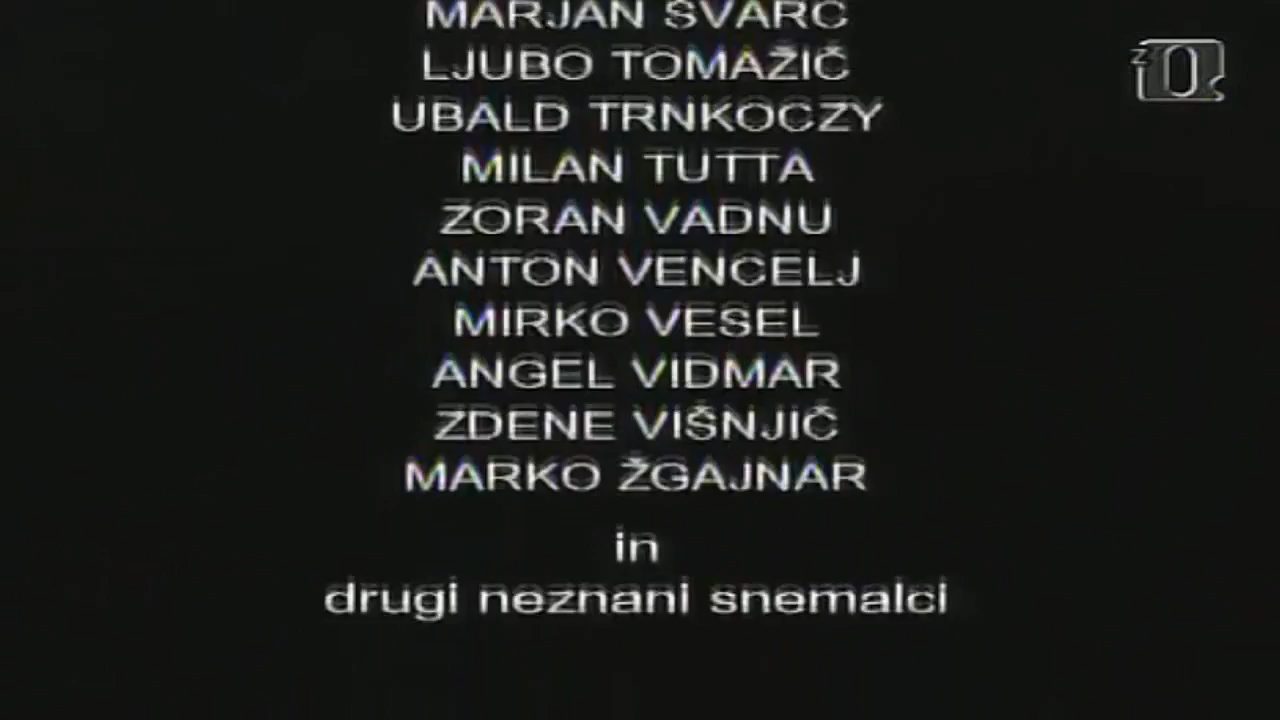 MARJAN ŠVARC
LJUBO TOMAŽIČ
UBALD TRNKOCZY
MILAN TUTTA
ZORAN VADNU
ANTON VENCELJ
MIRKO VESEL
ANGEL VIDMAR
ZDENE VIŠNJIČ
MARKO ŽGAJNAR
in
drugi neznani snemalci